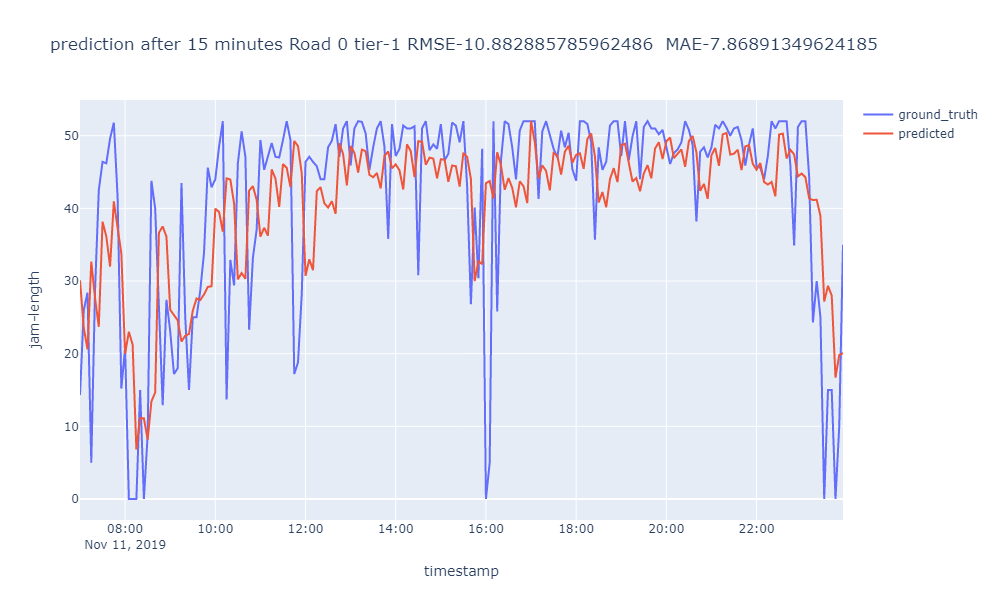 prediction after 15 minutes Road 0 tier-1 RMSE-10.882885785962486  MAE-7.86891349624185
ground_truth
predicted
jam-length
50
40
30
20
10
0
08:00 10:00 12:00 14:00 16:00 18:00 20:00 22:00
Nov 11, 2019
timestamp